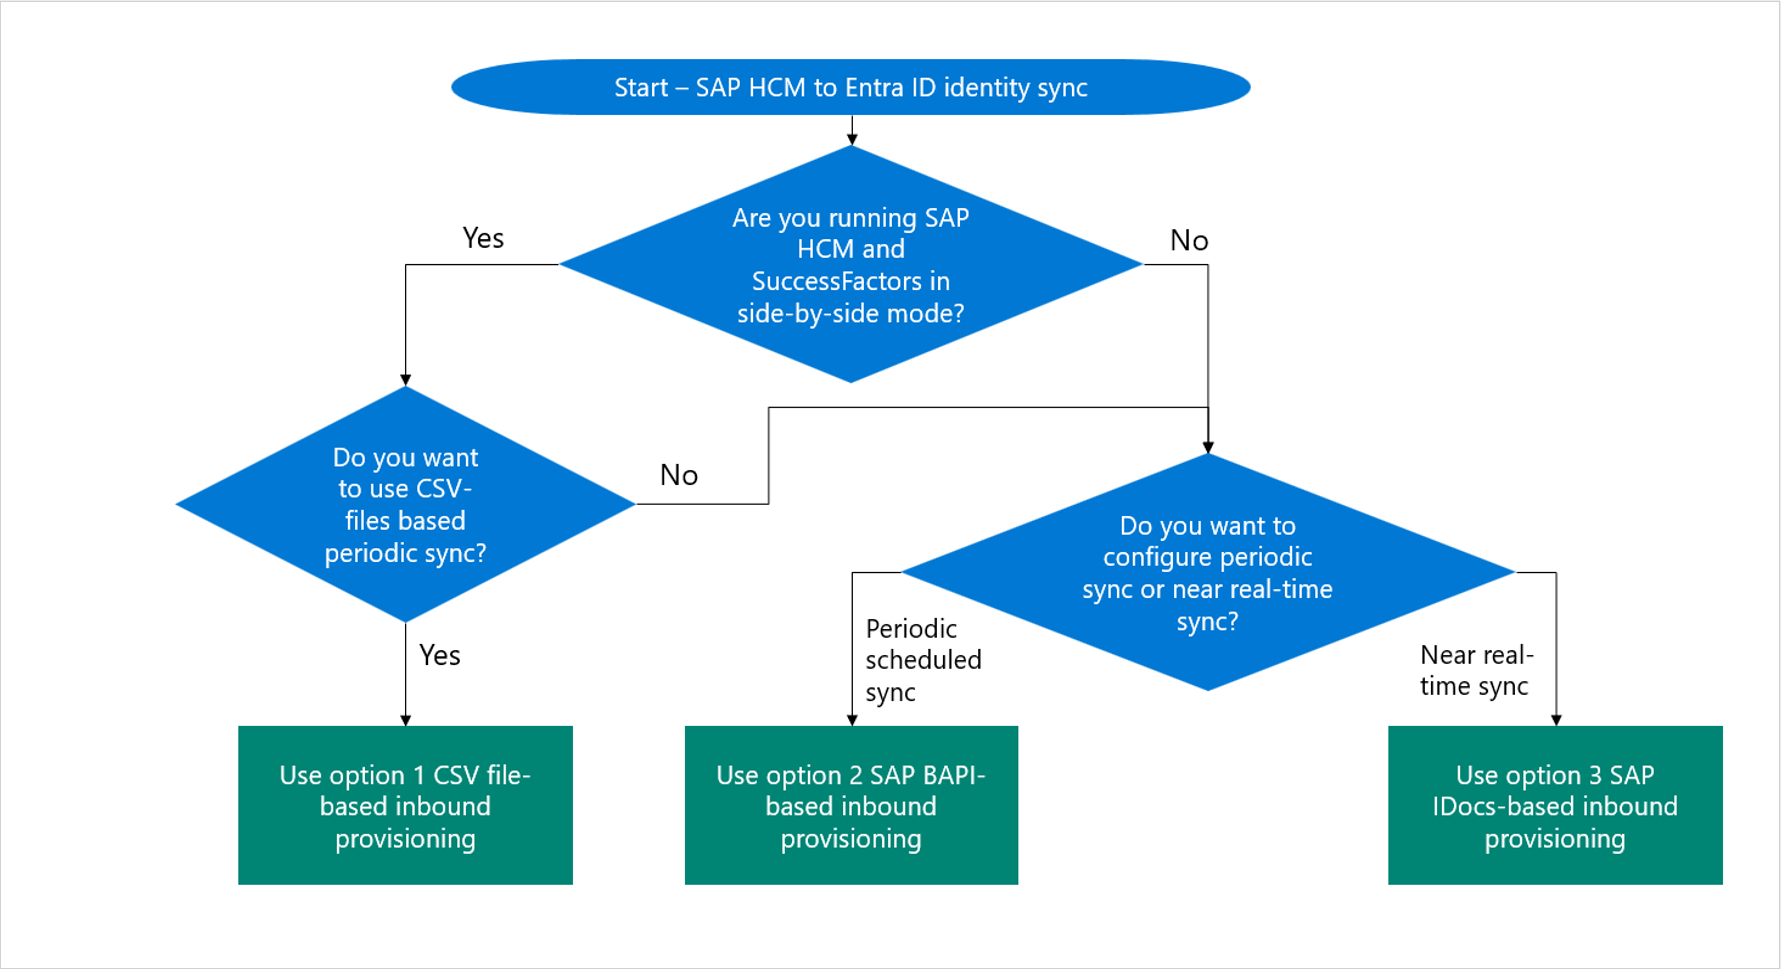 Start – SAP HCM to Entra ID identity sync
Are you running SAP
HCM and
SuccessFactors in
side-by-side mode?
Yes
No
Do you want
to use CSV-
files based
periodic sync?
No
Do you want to
configure periodic
sync or near real-time
sync?
Yes
Periodic
scheduled
sync
Near real-
time sync
Use option 1 CSV file-
based inbound
provisioning
Use option 2 SAP BAPI-
based inbound
provisioning
Use option 3 SAP
IDocs-based inbound
provisioning